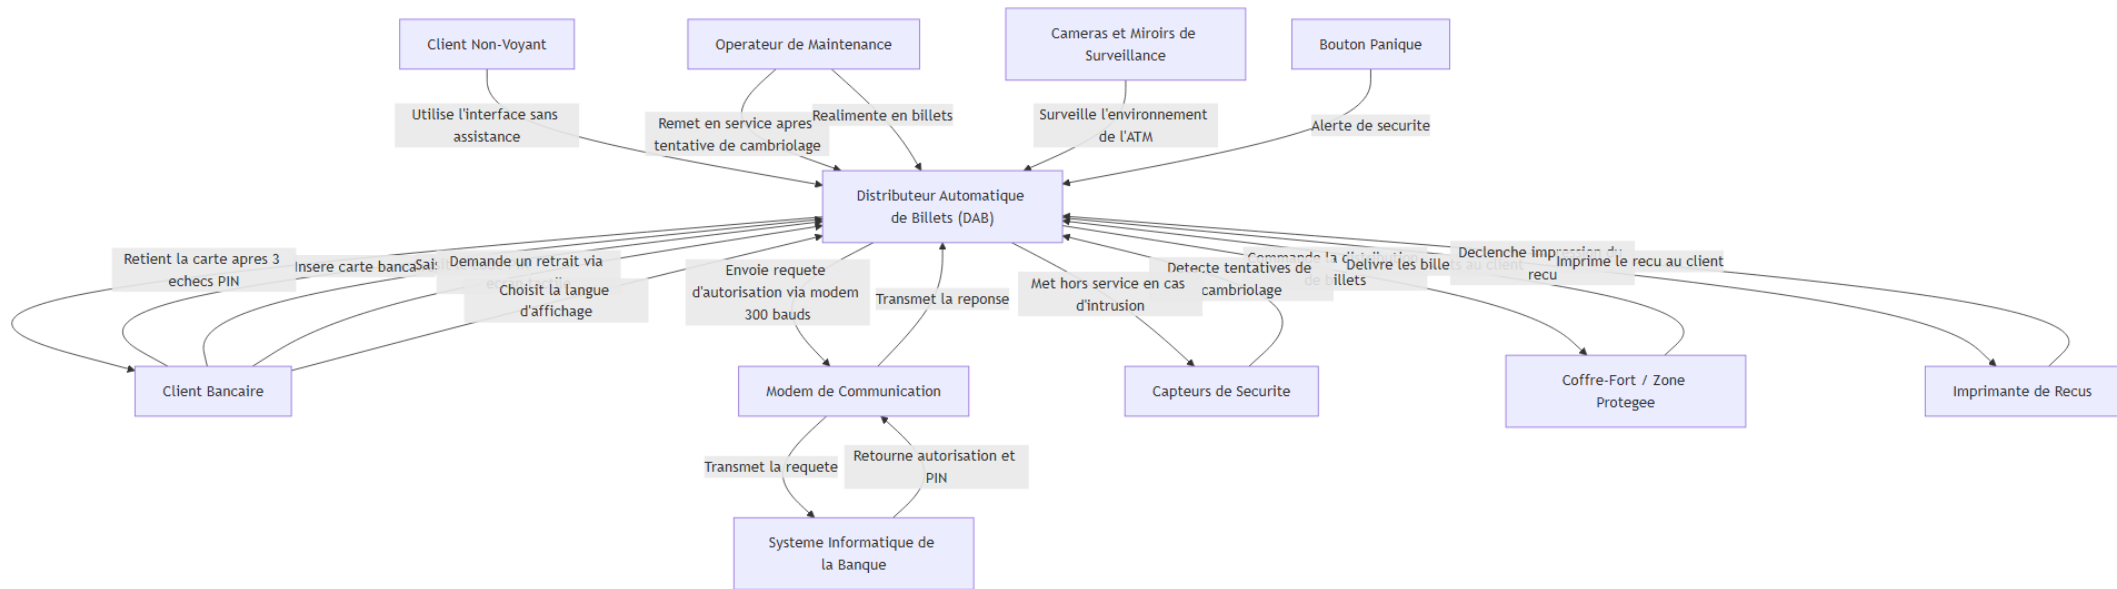 Client Non-Voyant
Operateur de Maintenance
Cameras et Miroirs de
Surveillance
Bouton Panique
Utilise l'interface sans
assistance
Remet en service apres
tentative de cambriolage
Realimente en billets
Surveille l'environnement
de l'ATM
Alerte de securite
Distributeur Automatique
de Billets (DAB)
Retient la carte apres 3
echecs PIN
Insere carte
Demande un retrait via
Choisit la langue
d'affichage
Envoie requete
d'autorisation via modem
300 bauds
Transmet la reponse
Met hors service en cas
d'intrusion
Detecte tentatives de
cambriolage
Commande la
de billets
Delivre les billets au client
Declenche impression du
recu
Imprime le recu au client
Client Bancaire
Modem de Communication
Capteurs de Securite
Coffre-Fort / Zone
Protegee
Imprimante de Recus
Transmet la requete
Retourne autorisation et
PIN
Systeme Informatique de
la Banque